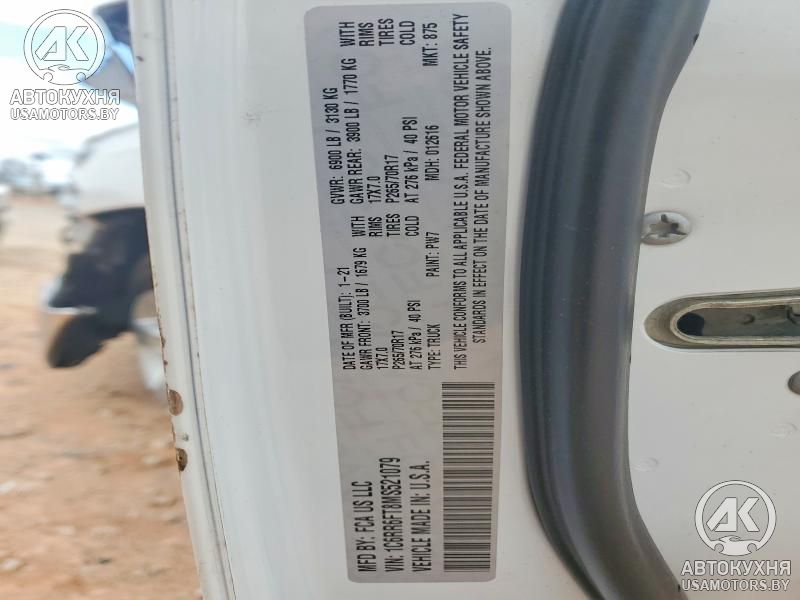 MFD BY: FCA US LLC
DATE OF MFR (BUILT): 1-21
GVWR: 6900 LB / 3130 KG
GAWR FRONT: 3700 LB / 1679 KG WITH
GAWR REAR: 3900 LB / 1770 KG WITH
17X7.0 RIMS
17X7.0 RIMS
P265/70R17 TIRES
P265/70R17 TIRES
AT 276 kPa / 40 PSI COLD
AT 276 kPa / 40 PSI COLD
VIN: 1C6RR6FT8MS521079
TYPE: TRUCK
PAINT: PW7
MDH: 012616
MKT: 875
VEHICLE MADE IN: U.S.A.
THIS VEHICLE CONFORMS TO ALL APPLICABLE U.S.A. FEDERAL MOTOR VEHICLE SAFETY
STANDARDS IN EFFECT ON THE DATE OF MANUFACTURE SHOWN ABOVE.
AK
АВТОКУХНЯ
USAMOTORS.BY
AK
АВТОКУХНЯ
USAMOTORS.BY